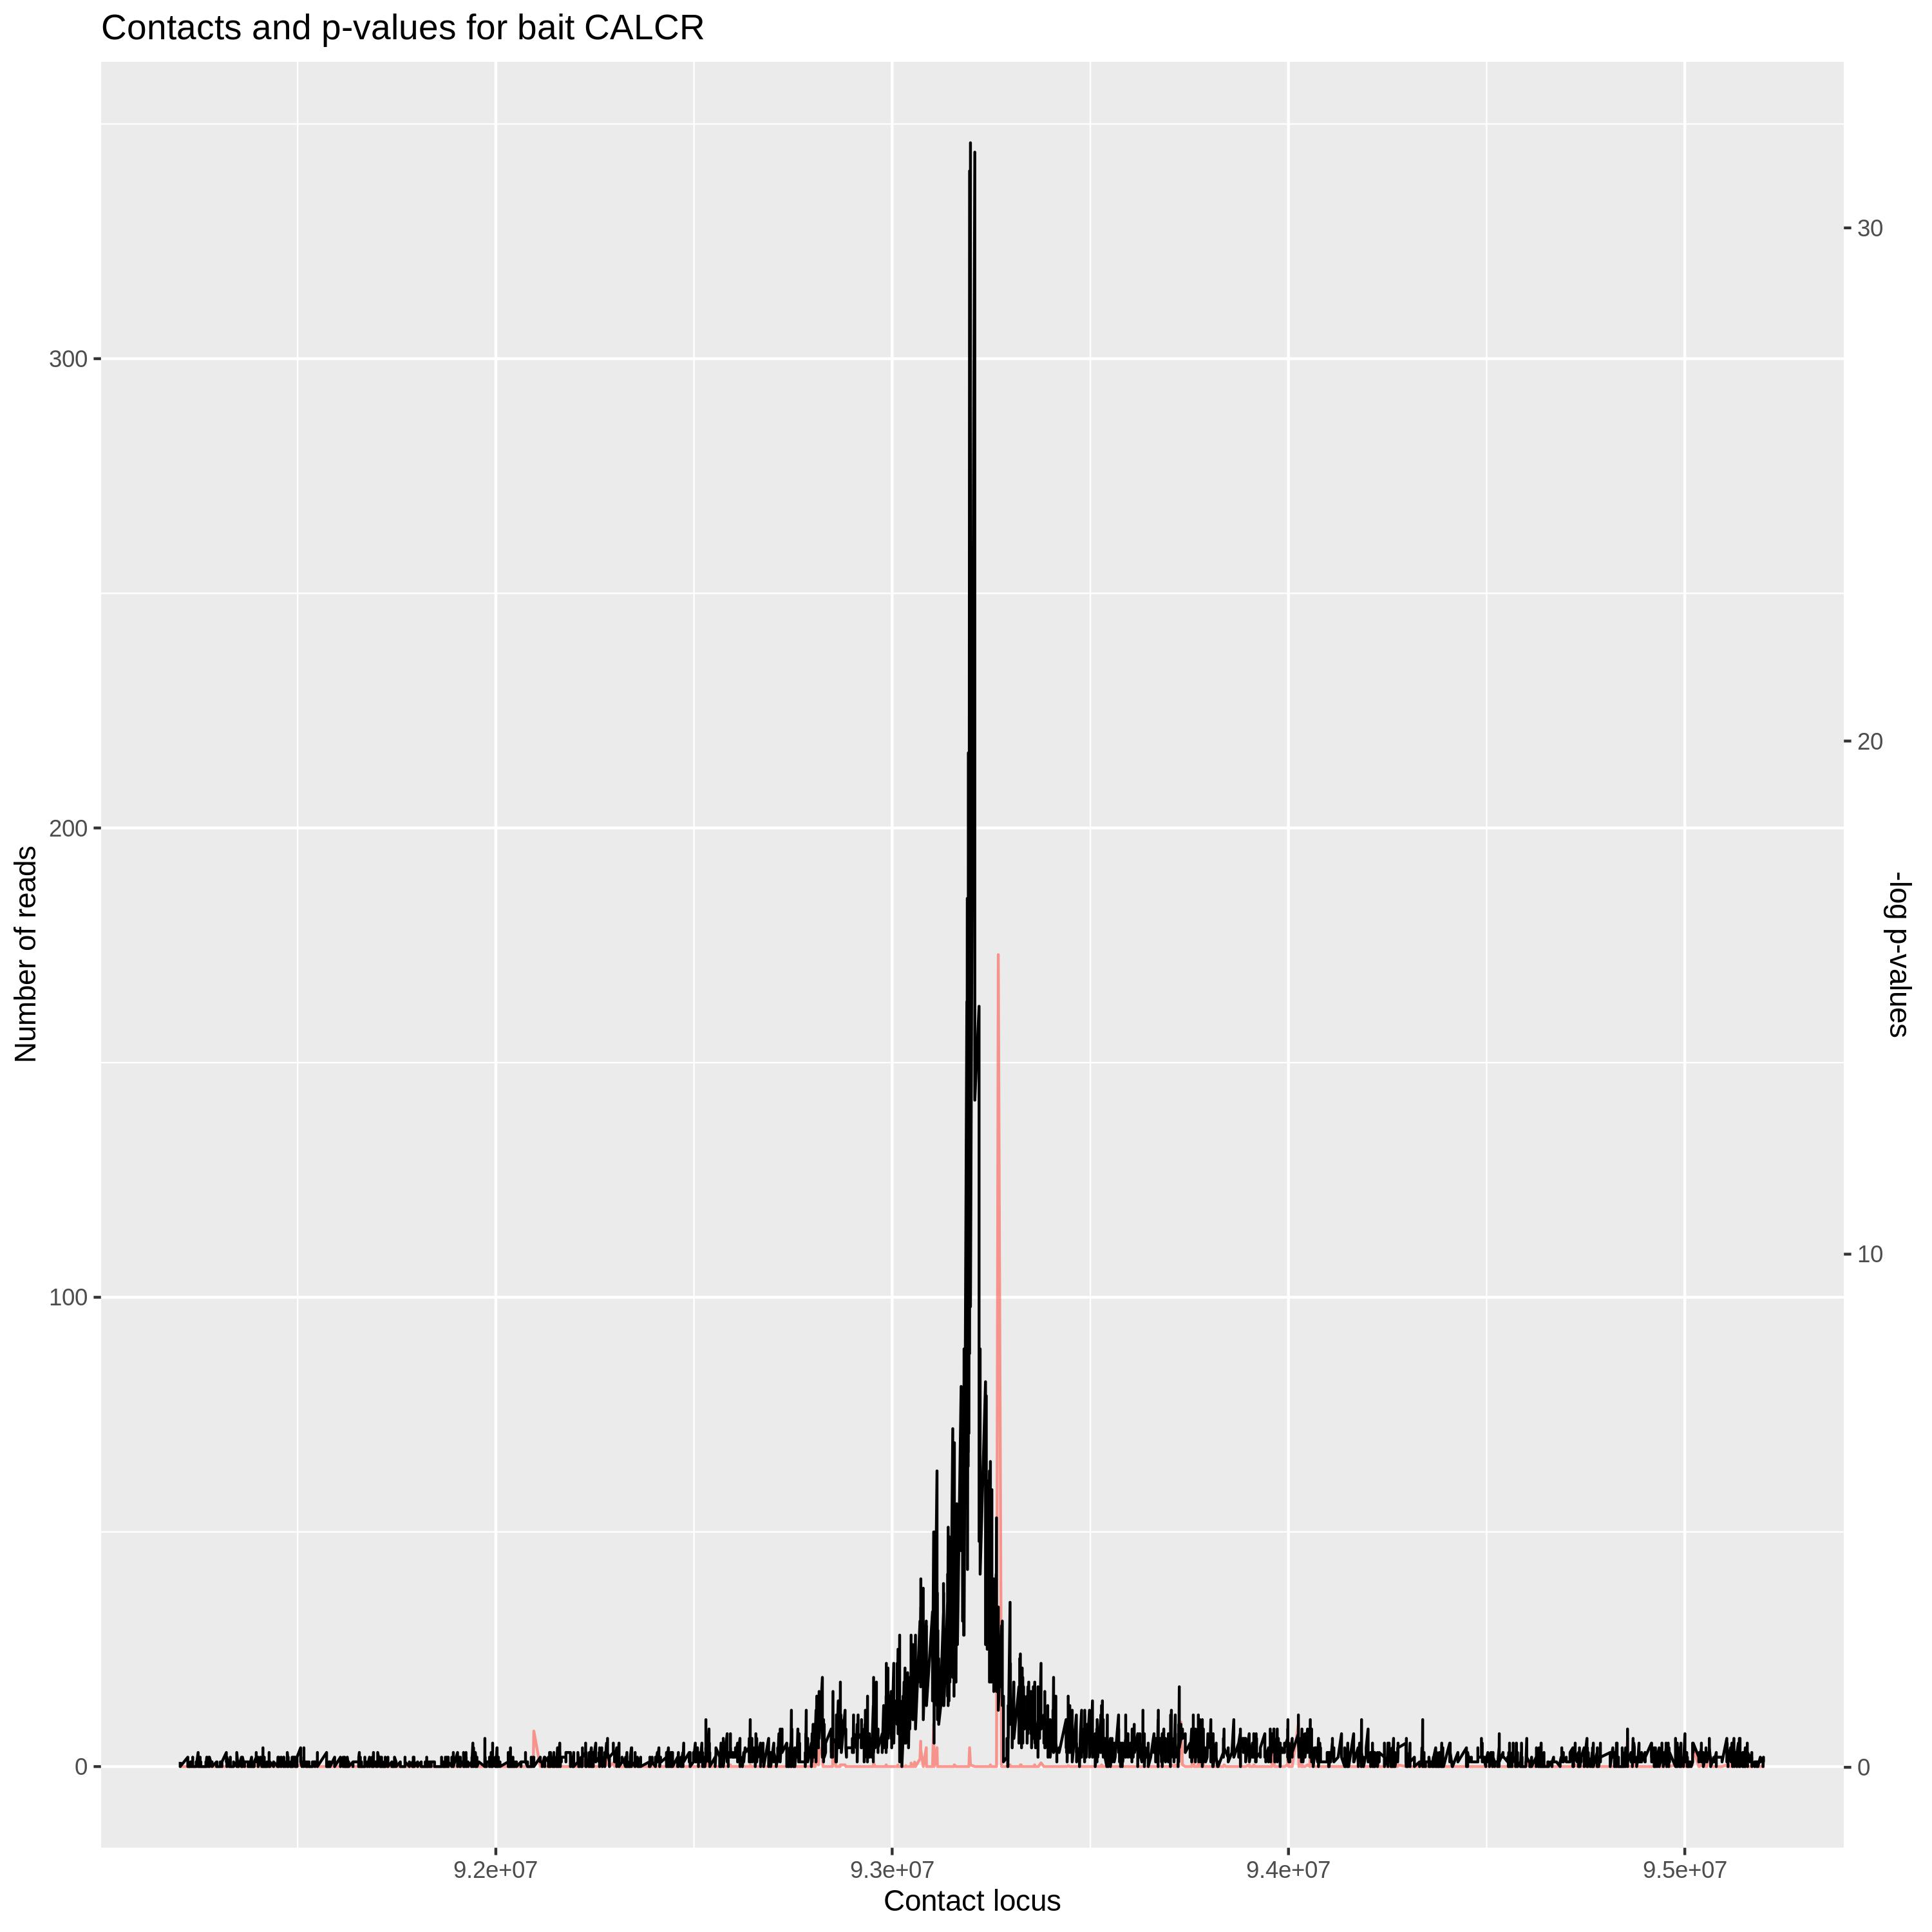 Contacts and p-values for bait CALCR
300
200
100
0
Number of reads
30
20
10
0
-log p-values
9.2e+07
9.3e+07
9.4e+07
9.5e+07
Contact locus